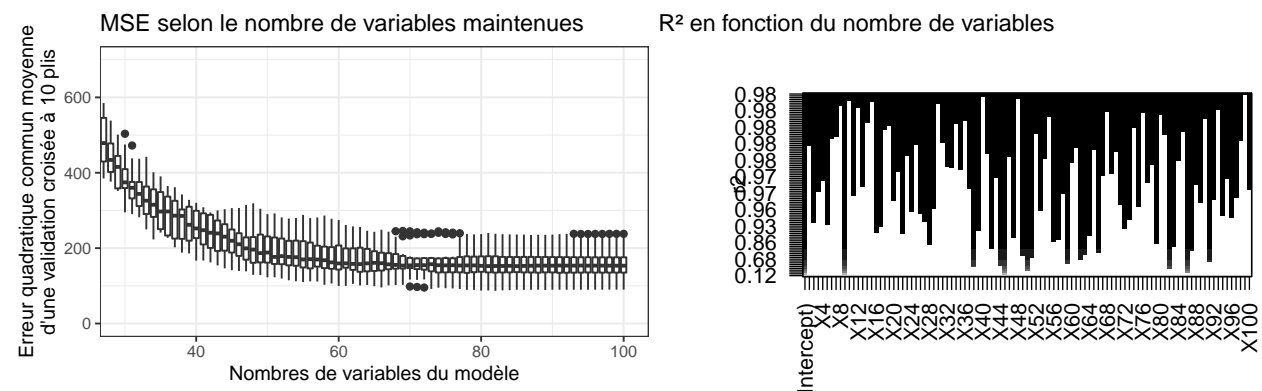 MSE selon le nombre de variables maintenues
Erreur quadratique commun moyenne
d'une validation croisée à 10 plis
600
400
200
0
40
60
80
100
Nombres de variables du modèle
R² en fonction du nombre de variables
r2
0.98
0.98
0.98
0.98
0.98
0.97
0.97
0.96
0.96
0.93
0.86
0.68
0.12
(Intercept)
X4
X8
X12
X16
X20
X24
X28
X32
X36
X40
X44
X48
X52
X56
X60
X64
X68
X72
X76
X80
X84
X88
X92
X96
X100